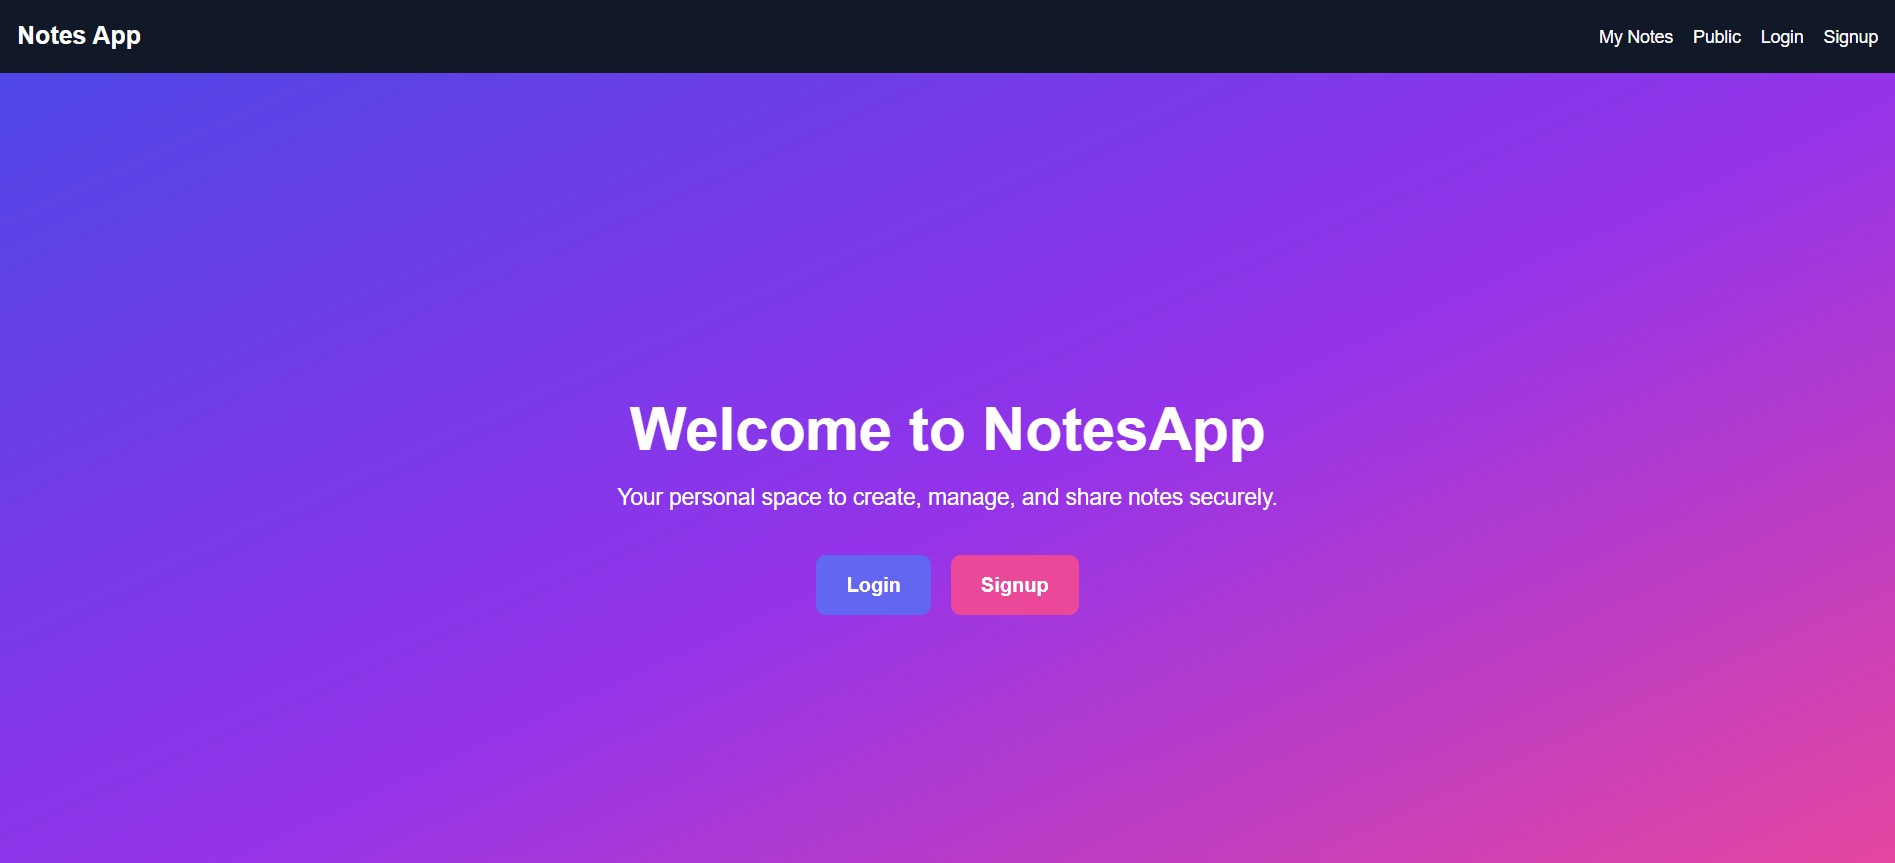 Notes App
My Notes Public Login Signup
Welcome to NotesApp
Your personal space to create, manage, and share notes securely.
Login Signup